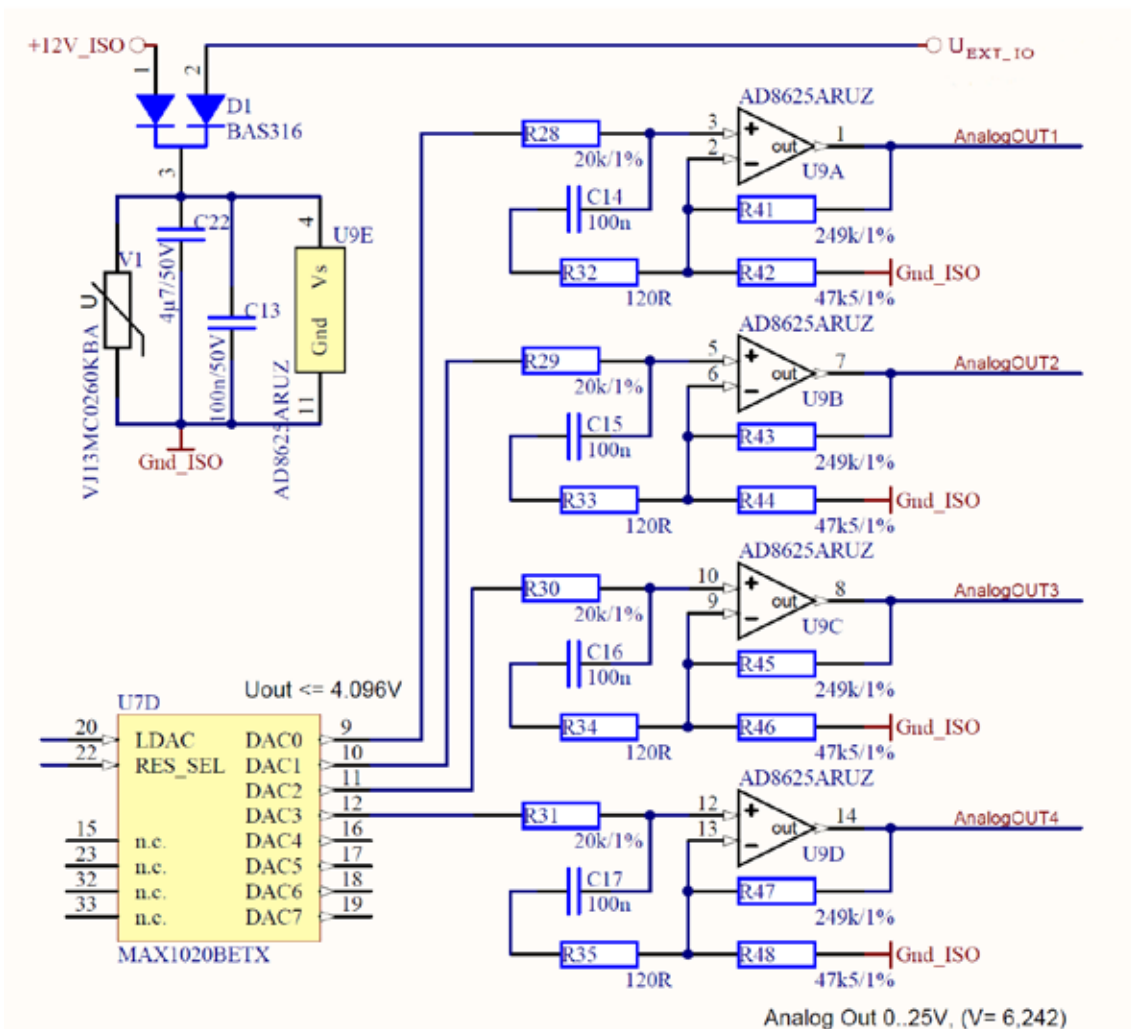 +12V_ISO
U EXT_IO
1
2
D1
BAS316
3
4
C22
U9E
V1
U
4µ7/50V
C13
Vs
Gnd
100n/50V
11
VJ13MC0260KBA
AD8625ARUZ
Gnd_ISO
AD8625ARUZ
R28
20k/1%
3
+
2
−
out
1
AnalogOUT1
U9A
C14
100n
R41
249k/1%
R32
120R
R42
47k5/1%
Gnd_ISO
AD8625ARUZ
R29
20k/1%
5
+
6
−
out
7
AnalogOUT2
U9B
C15
100n
R43
249k/1%
R33
120R
R44
47k5/1%
Gnd_ISO
AD8625ARUZ
R30
20k/1%
10
+
9
−
out
8
AnalogOUT3
U9C
C16
100n
R45
249k/1%
R34
120R
R46
47k5/1%
Gnd_ISO
AD8625ARUZ
R31
20k/1%
12
+
13
−
out
14
AnalogOUT4
U9D
C17
100n
R47
249k/1%
R35
120R
R48
47k5/1%
Gnd_ISO
Uout <= 4.096V
U7D
20 LDAC DAC0 9
22 RES_SEL DAC1 10
DAC2 11
DAC3 12
15 n.c. DAC4 16
23 n.c. DAC5 17
32 n.c. DAC6 18
33 n.c. DAC7 19
MAX1020BETX
Analog Out 0..25V, (V= 6,242)